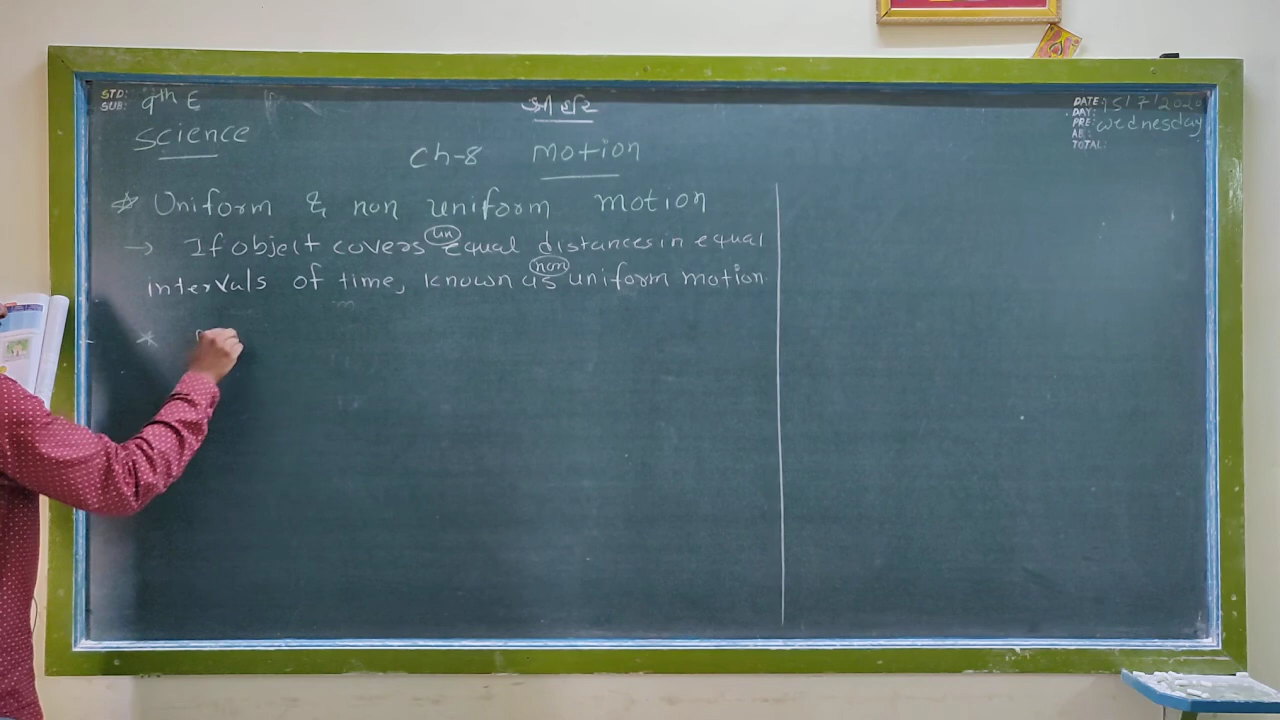 STD: 9th E
SUB: Science
શ્રી હરિ
DATE: 15/7/2020
DAY: Wednesday
PRE:
AB:
TOTAL:
Ch-8 Motion
* Uniform & non uniform motion
→ If object covers (un) equal distances in equal
intervals of time, known as (non) uniform motion
*